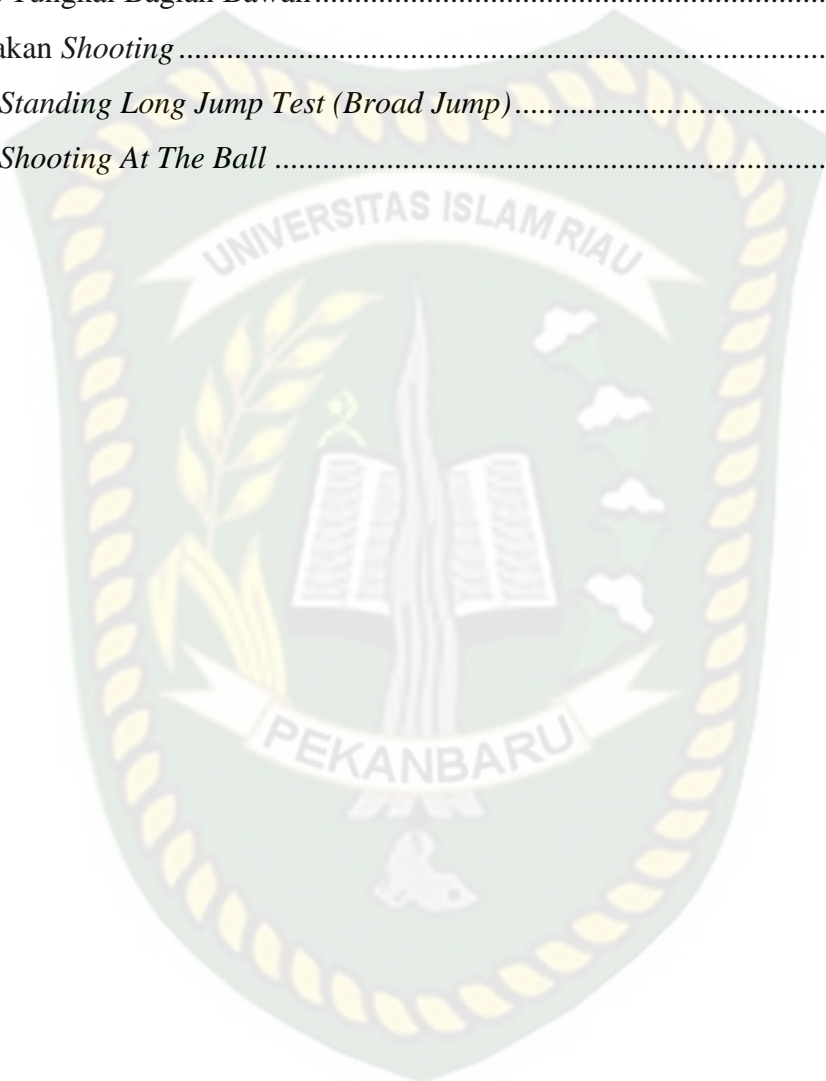 Tungkai Bagian Bawah..........................................................
akan Shooting..........................................................................
Standing Long Jump Test (Broad Jump)...................................
Shooting At The Ball ...............................................................
UNIVERSITAS ISLAM RIAU
PEKANBARU